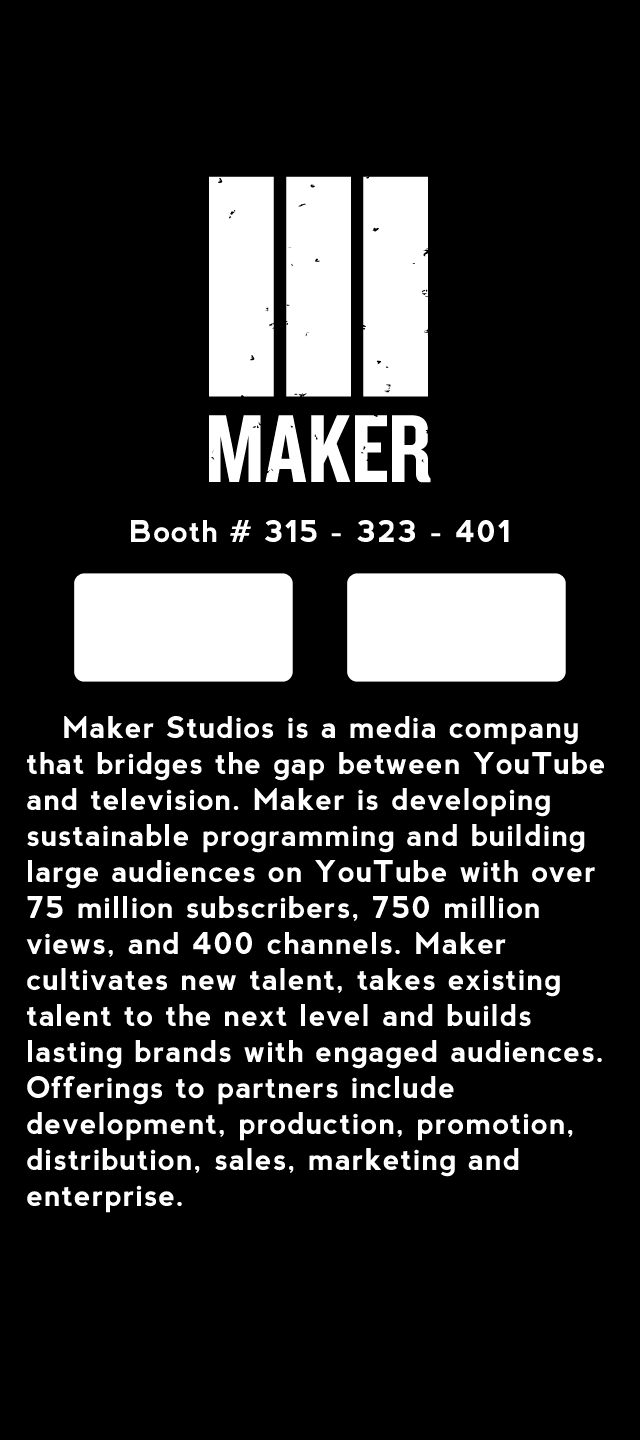 MAKER
Booth # 315 - 323 - 401
Maker Studios is a media company
that bridges the gap between YouTube
and television. Maker is developing
sustainable programming and building
large audiences on YouTube with over
75 million subscribers, 750 million
views, and 400 channels. Maker
cultivates new talent, takes existing
talent to the next level and builds
lasting brands with engaged audiences.
Offerings to partners include
development, production, promotion,
distribution, sales, marketing and
enterprise.